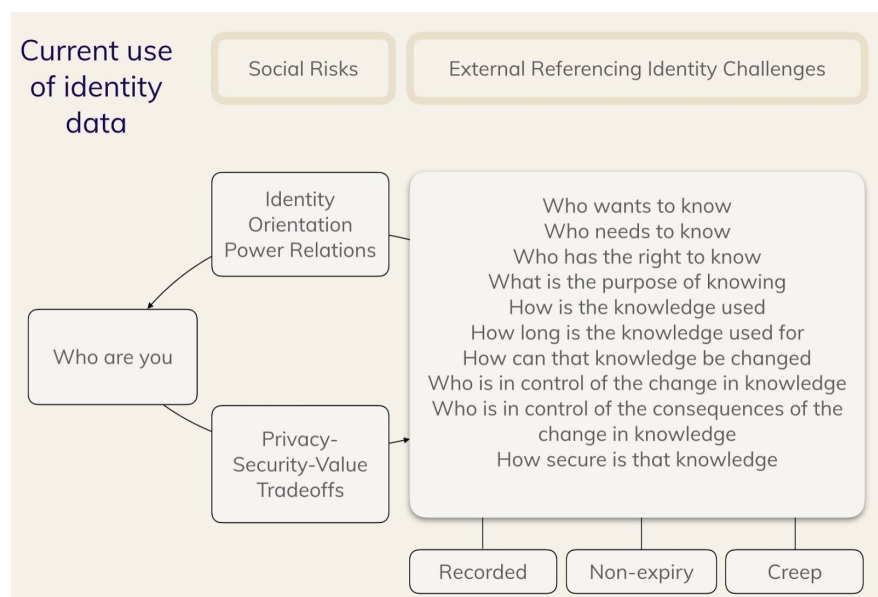 Current use
of identity
data
Social Risks
External Referencing Identity Challenges
Identity
Orientation
Power Relations
Who are you
Privacy-
Security-Value
Tradeoffs
Who wants to know
Who needs to know
Who has the right to know
What is the purpose of knowing
How is the knowledge used
How long is the knowledge used for
How can that knowledge be changed
Who is in control of the change in knowledge
Who is in control of the consequences of the
change in knowledge
How secure is that knowledge
Recorded
Non-expiry
Creep